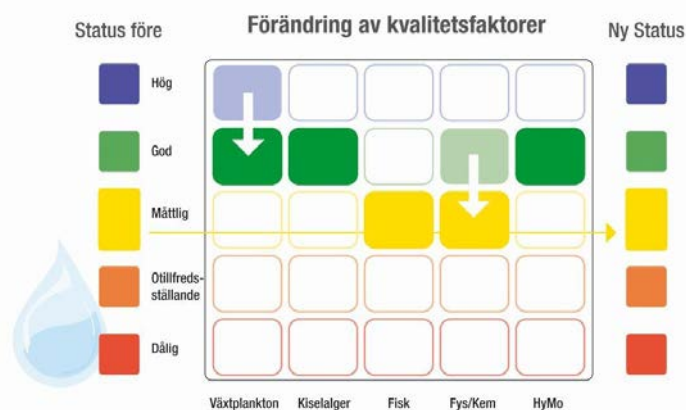 Status före
Förändring av kvalitetsfaktorer
Ny Status
Hög
God
Måttlig
Otillfreds-
ställande
Dålig
Växtplankton
Kiselalger
Fisk
Fys/Kem
HyMo